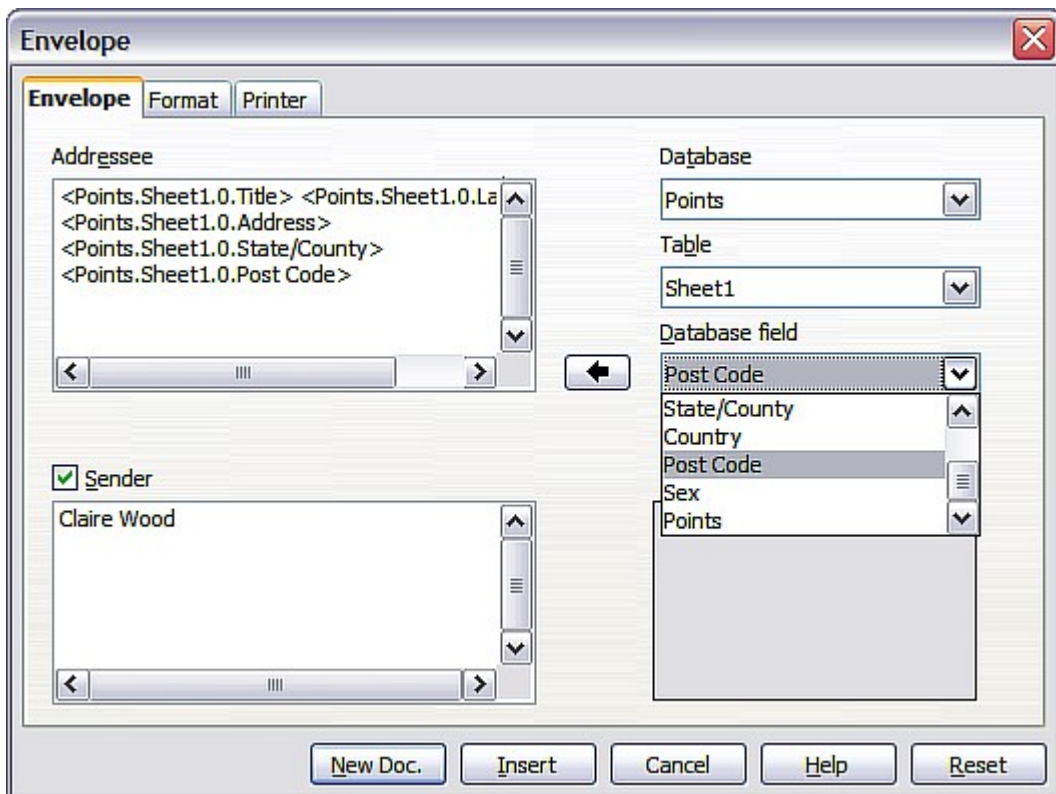 Envelope
Envelope Format Printer
Addressee
<Points.Sheet1.0.Title> <Points.Sheet1.0.La
<Points.Sheet1.0.Address>
<Points.Sheet1.0.State/County>
<Points.Sheet1.0.Post Code>
Database
Points
Table
Sheet1
Database field
Post Code
State/County
Country
Post Code
Sex
Points
Sender
Claire Wood
New Doc. Insert Cancel Help Reset